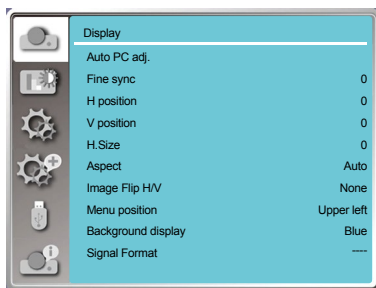 Display
Auto PC adj.
Fine sync 0
H position 0
V position 0
H.Size 0
Aspect Auto
Image Flip H/V None
Menu position Upper left
Background display Blue
Signal Format ----